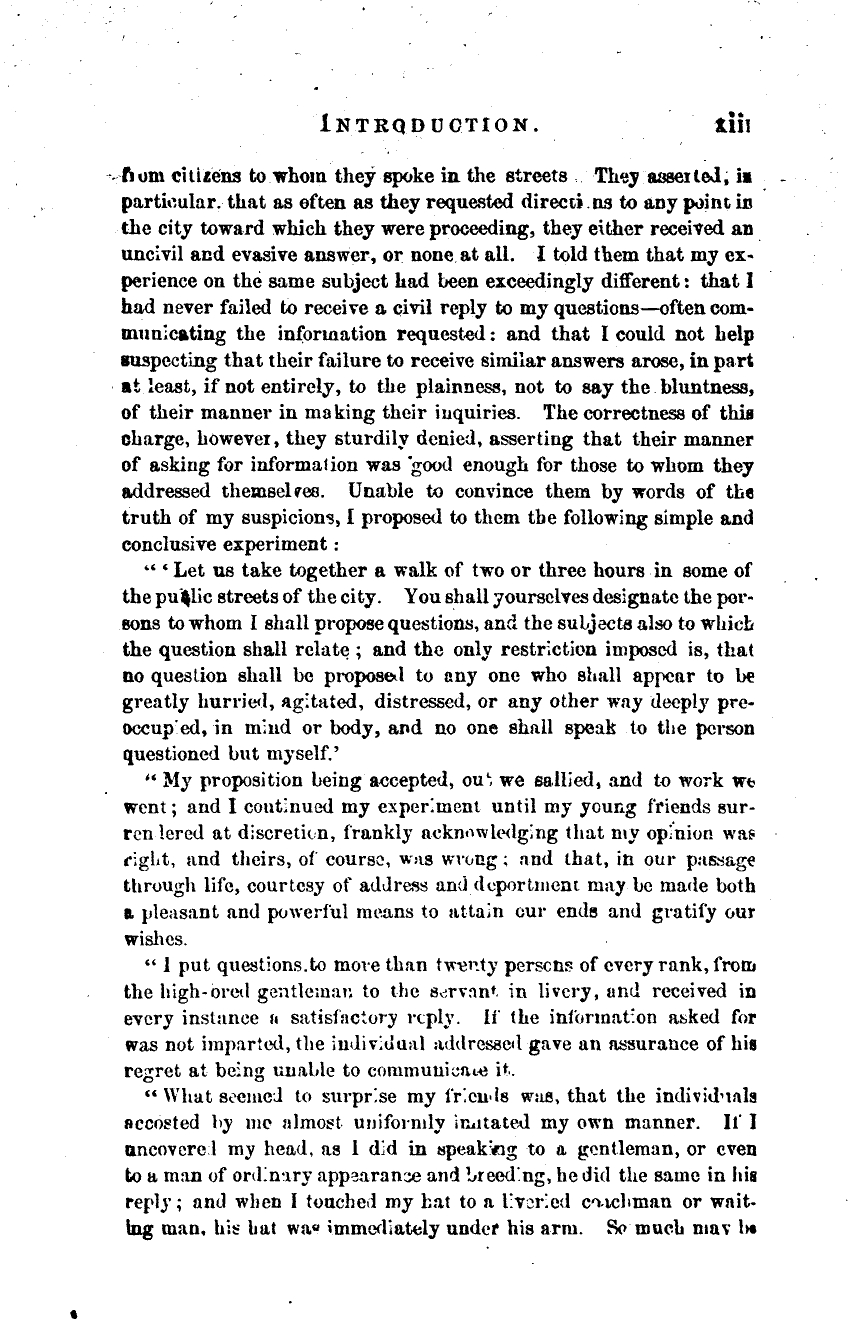 INTRODUCTION. xiii
from citizens to whom they spoke in the streets. They asserted, in
particular, that as often as they requested directions to any point in
the city toward which they were proceeding, they either received an
uncivil and evasive answer, or none at all. I told them that my ex-
perience on the same subject had been exceedingly different: that I
had never failed to receive a civil reply to my questions—often com-
municating the information requested: and that I could not help
suspecting that their failure to receive similar answers arose, in part
at least, if not entirely, to the plainness, not to say the bluntness,
of their manner in making their inquiries. The correctness of this
charge, however, they sturdily denied, asserting that their manner
of asking for information was good enough for those to whom they
addressed themselves. Unable to convince them by words of the
truth of my suspicions, I proposed to them the following simple and
conclusive experiment:
“‘Let us take together a walk of two or three hours in some of
the public streets of the city. You shall yourselves designate the per-
sons to whom I shall propose questions, and the subjects also to which
the question shall relate; and the only restriction imposed is, that
no question shall be proposed to any one who shall appear to be
greatly hurried, agitated, distressed, or any other way deeply pre-
occupied, in mind or body, and no one shall speak to the person
questioned but myself.’
“My proposition being accepted, out we sallied, and to work we
went; and I continued my experiment until my young friends sur-
rendered at discretion, frankly acknowledging that my opinion was
right, and theirs, of course, was wrong; and that, in our passage
through life, courtesy of address and deportment may be made both
a pleasant and powerful means to attain our ends and gratify our
wishes.
“I put questions to more than twenty persons of every rank, from
the high-bred gentleman to the servant in livery, and received in
every instance a satisfactory reply. If the information asked for
was not imparted, the individual addressed gave an assurance of his
regret at being unable to communicate it.
“What seemed to surprise my friends was, that the individuals
accosted by me almost uniformly imitated my own manner. If I
uncovered my head, as I did in speaking to a gentleman, or even
to a man of ordinary appearance and breeding, he did the same in his
reply; and when I touched my hat to a liveried coachman or wait-
ing man, his hat was immediately under his arm. So much may be